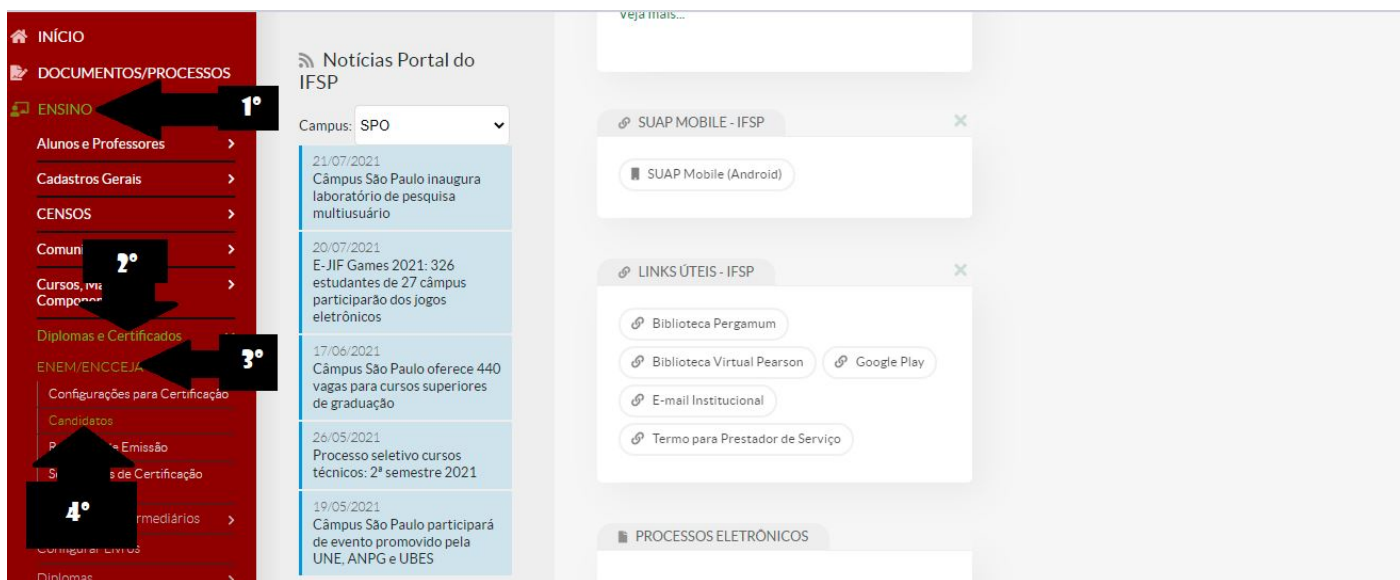 INÍCIO
DOCUMENTOS/PROCESSOS
ENSINO
1º
Alunos e Professores
Cadastros Gerais
CENSOS
2º
Diplomas e Certificados
ENEM/ENCCEJA
3º
Configurações para Certificação
Candidatos
Emissão
de Certificação
4º
Diplomas
Notícias Portal do
IFSP
Campus: SPO
21/07/2021
Câmpus São Paulo inaugura
laboratório de pesquisa
multiusuário
20/07/2021
E-JIF Games 2021: 326
estudantes de 27 câmpus
participarão dos jogos
eletrônicos
17/06/2021
Câmpus São Paulo oferece 440
vagas para cursos superiores
de graduação
26/05/2021
Processo seletivo cursos
técnicos: 2ª semestre 2021
19/05/2021
Câmpus São Paulo participará
de evento promovido pela
UNE, ANPG e UBES
Veja mais...
SUAP MOBILE - IFSP
SUAP Mobile (Android)
LINKS ÚTEIS - IFSP
Biblioteca Pergamum
Biblioteca Virtual Pearson
Google Play
E-mail Institucional
Termo para Prestador de Serviço
PROCESSOS ELETRÔNICOS